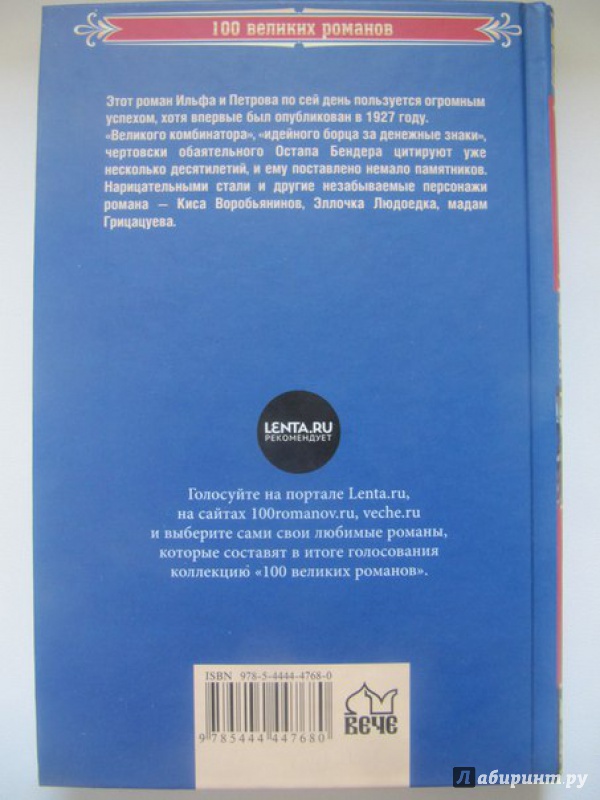 100 великих романов
Этот роман Ильфа и Петрова по сей день пользуется огромным
успехом, хотя впервые был опубликован в 1927 году.
«Великого комбинатора», «идейного борца за денежные знаки»,
чертовски обаятельного Остапа Бендера цитируют уже
несколько десятилетий, и ему поставлено немало памятников.
Нарицательными стали и другие незабываемые персонажи
романа — Киса Воробьянинов, Эллочка Людоедка, мадам
Грицацуева.
LENTA.RU
РЕКОМЕНДУЕТ
Голосуйте на портале Lenta.ru,
на сайтах 100romanov.ru, veche.ru
и выберите сами свои любимые романы,
которые составят в итоге голосования
коллекцию «100 великих романов».
ISBN 978-5-4444-4768-0
9 785444 447680
ВЕЧЕ
Лабиринт.ру